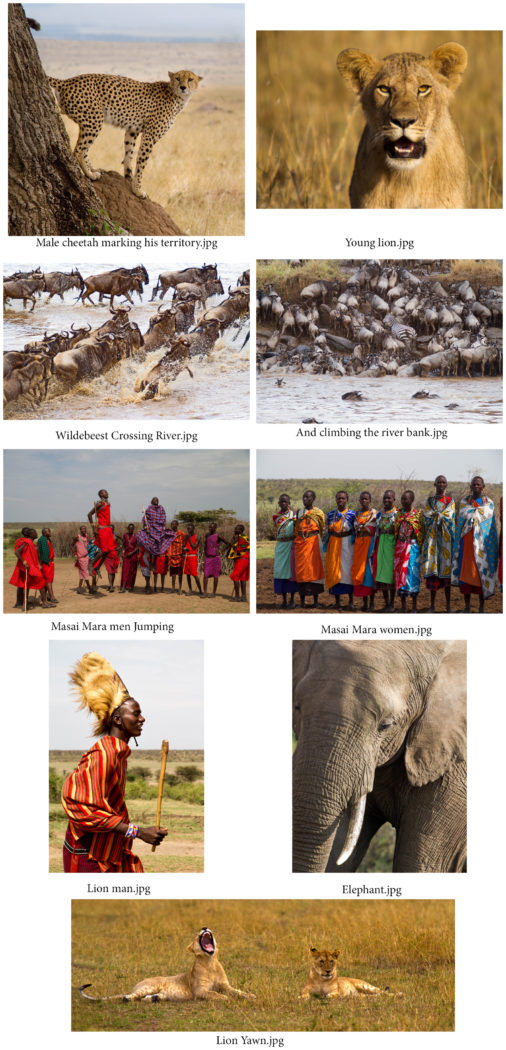 Male cheetah marking his territory.jpg
Young lion.jpg
Wildebeest Crossing River.jpg
And climbing the river bank.jpg
Masai Mara men Jumping
Masai Mara women.jpg
Lion man.jpg
Elephant.jpg
Lion Yawn.jpg